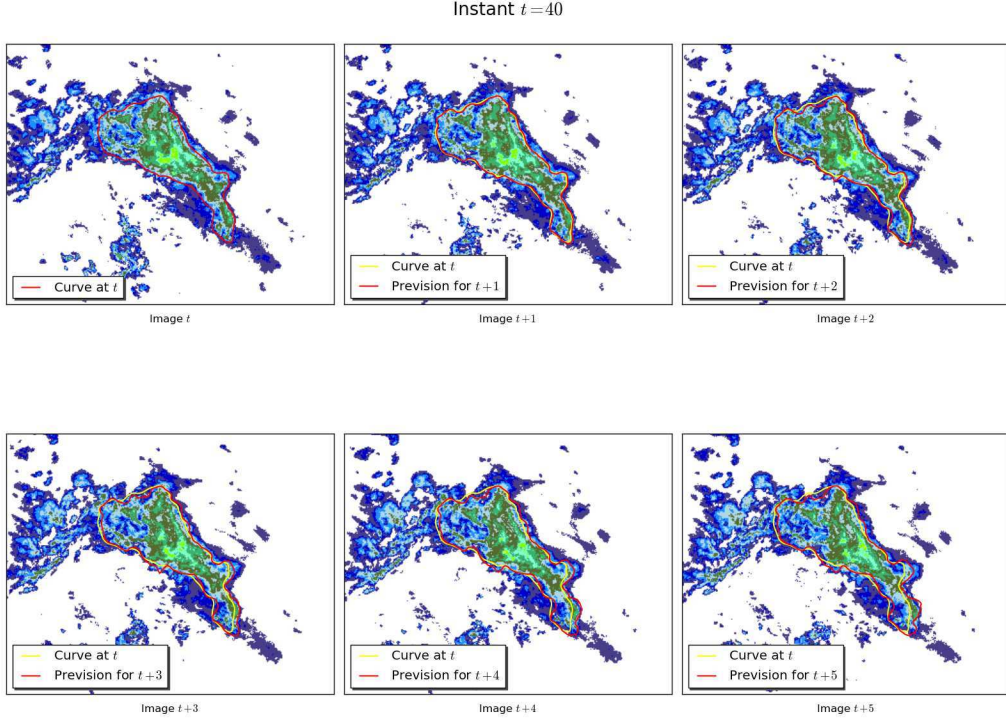 Instant t=40
Curve at t
Image t
Curve at t
Prevision for t+1
Image t+1
Curve at t
Prevision for t+2
Image t+2
Curve at t
Prevision for t+3
Image t+3
Curve at t
Prevision for t+4
Image t+4
Curve at t
Prevision for t+5
Image t+5